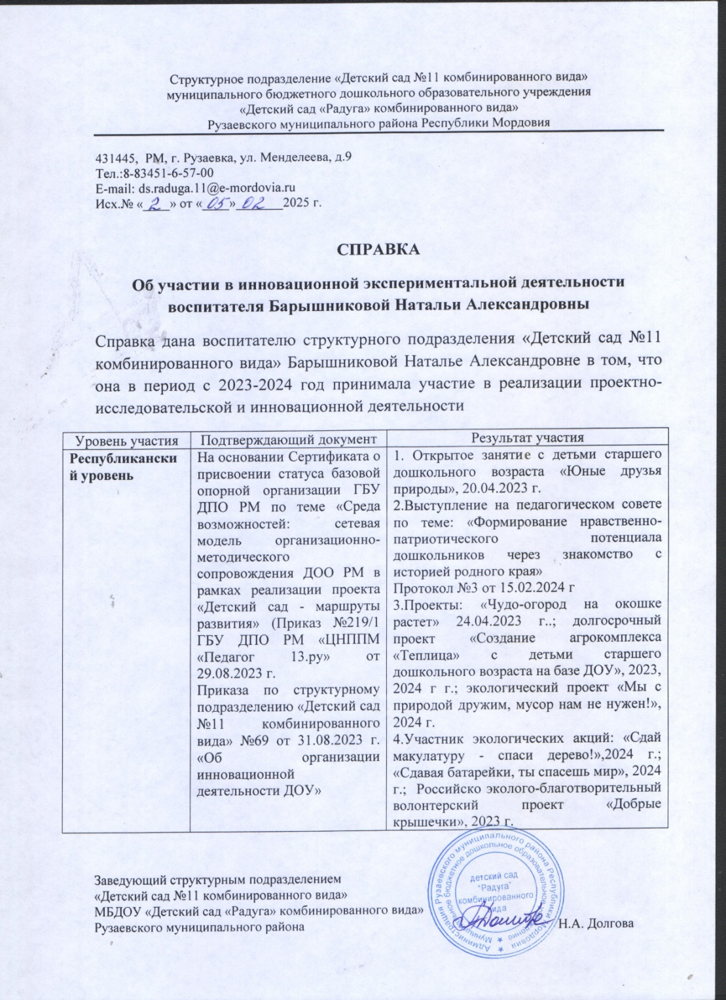 Структурное подразделение «Детский сад №11 комбинированного вида»
муниципального бюджетного дошкольного образовательного учреждения
«Детский сад «Радуга» комбинированного вида»
Рузаевского муниципального района Республики Мордовия
431445, РМ, г. Рузаевка, ул. Менделеева, д.9
Тел.:8-83451-6-57-00
E-mail: ds.raduga.11@e-mordovia.ru
Исх.№ «2» от «05» 02 2025 г.
СПРАВКА
Об участии в инновационной экспериментальной деятельности
воспитателя Барышниковой Натальи Александровны
Справка дана воспитателю структурного подразделения «Детский сад №11
комбинированного вида» Барышниковой Наталье Александровне в том, что
она в период с 2023-2024 год принимала участие в реализации проектно-
исследовательской и инновационной деятельности
Уровень участия
Подтверждающий документ
Результат участия
Республикански
й уровень
На основании Сертификата о
присвоении статуса базовой
опорной организации ГБУ
ДПО РМ по теме «Среда
возможностей: сетевая
модель организационно-
методического
сопровождения ДОО РМ в
рамках реализации проекта
«Детский сад - маршруты
развития» (Приказ №219/1
ГБУ ДПО РМ «ЦНППМ
«Педагог 13.ру» от
29.08.2023 г.
Приказа по структурному
подразделению «Детский сад
№11 комбинированного
вида» №69 от 31.08.2023 г.
«Об организации
инновационной
деятельности ДОУ»
1. Открытое занятие с детьми старшего
дошкольного возраста «Юные друзья
природы», 20.04.2023 г.
2.Выступление на педагогическом совете
по теме: «Формирование нравственно-
патриотического потенциала
дошкольников через знакомство с
историей родного края»
Протокол №3 от 15.02.2024 г
3.Проекты: «Чудо-огород на окошке
растет» 24.04.2023 г..; долгосрочный
проект «Создание агрокомплекса
«Теплица» с детьми старшего
дошкольного возраста на базе ДОУ», 2023,
2024 г г.; экологический проект «Мы с
природой дружим, мусор нам не нужен!»,
2024 г.
4.Участник экологических акций: «Сдай
макулатуру - спаси дерево!»,2024 г.;
«Сдавая батарейки, ты спасешь мир», 2024
г.; Российско эколого-благотворительный
волонтерский проект «Добрые
крышечки», 2023 г.
Заведующий структурным подразделением
«Детский сад №11 комбинированного вида»
МБДОУ «Детский сад «Радуга» комбинированного вида»
Рузаевского муниципального района
Н.А. Долгова
Администрация Рузаевского муниципального района Республики Мордовия
Муниципальное бюджетное дошкольное образовательное учреждение
детский сад
"Радуга"
комбинированного
вида